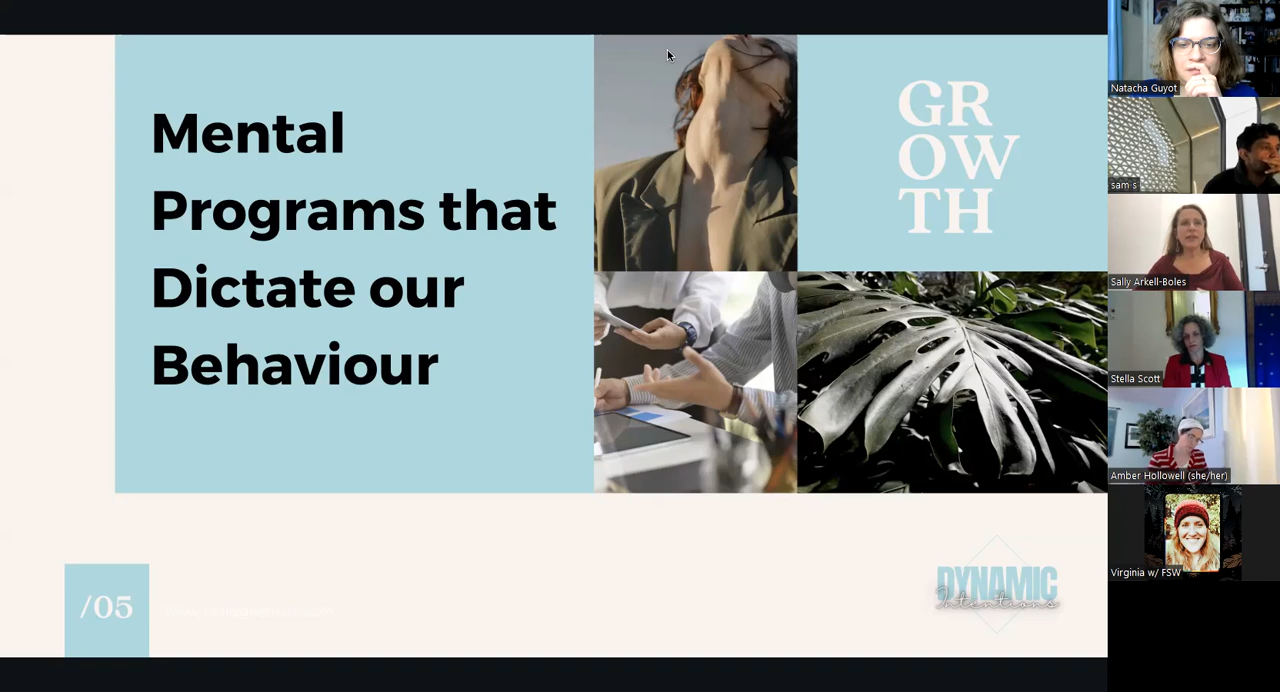 Mental
Programs that
Dictate our
Behaviour
GR
OW
TH
/05
DYNAMIC
Intentions
Natacha Guyot
sam s
Sally Arkell-Boles
Stella Scott
Amber Hollowell (she/her)
Virginia w/ FSW